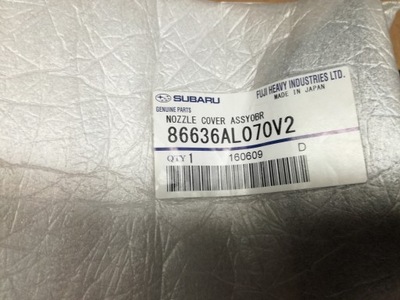 SUBARU
FUJI HEAVY INDUSTRIES LTD.
GENUINE PARTS
MADE IN JAPAN
NOZZLE COVER ASSYOBR
86636AL070V2
QTY 1
160609
D